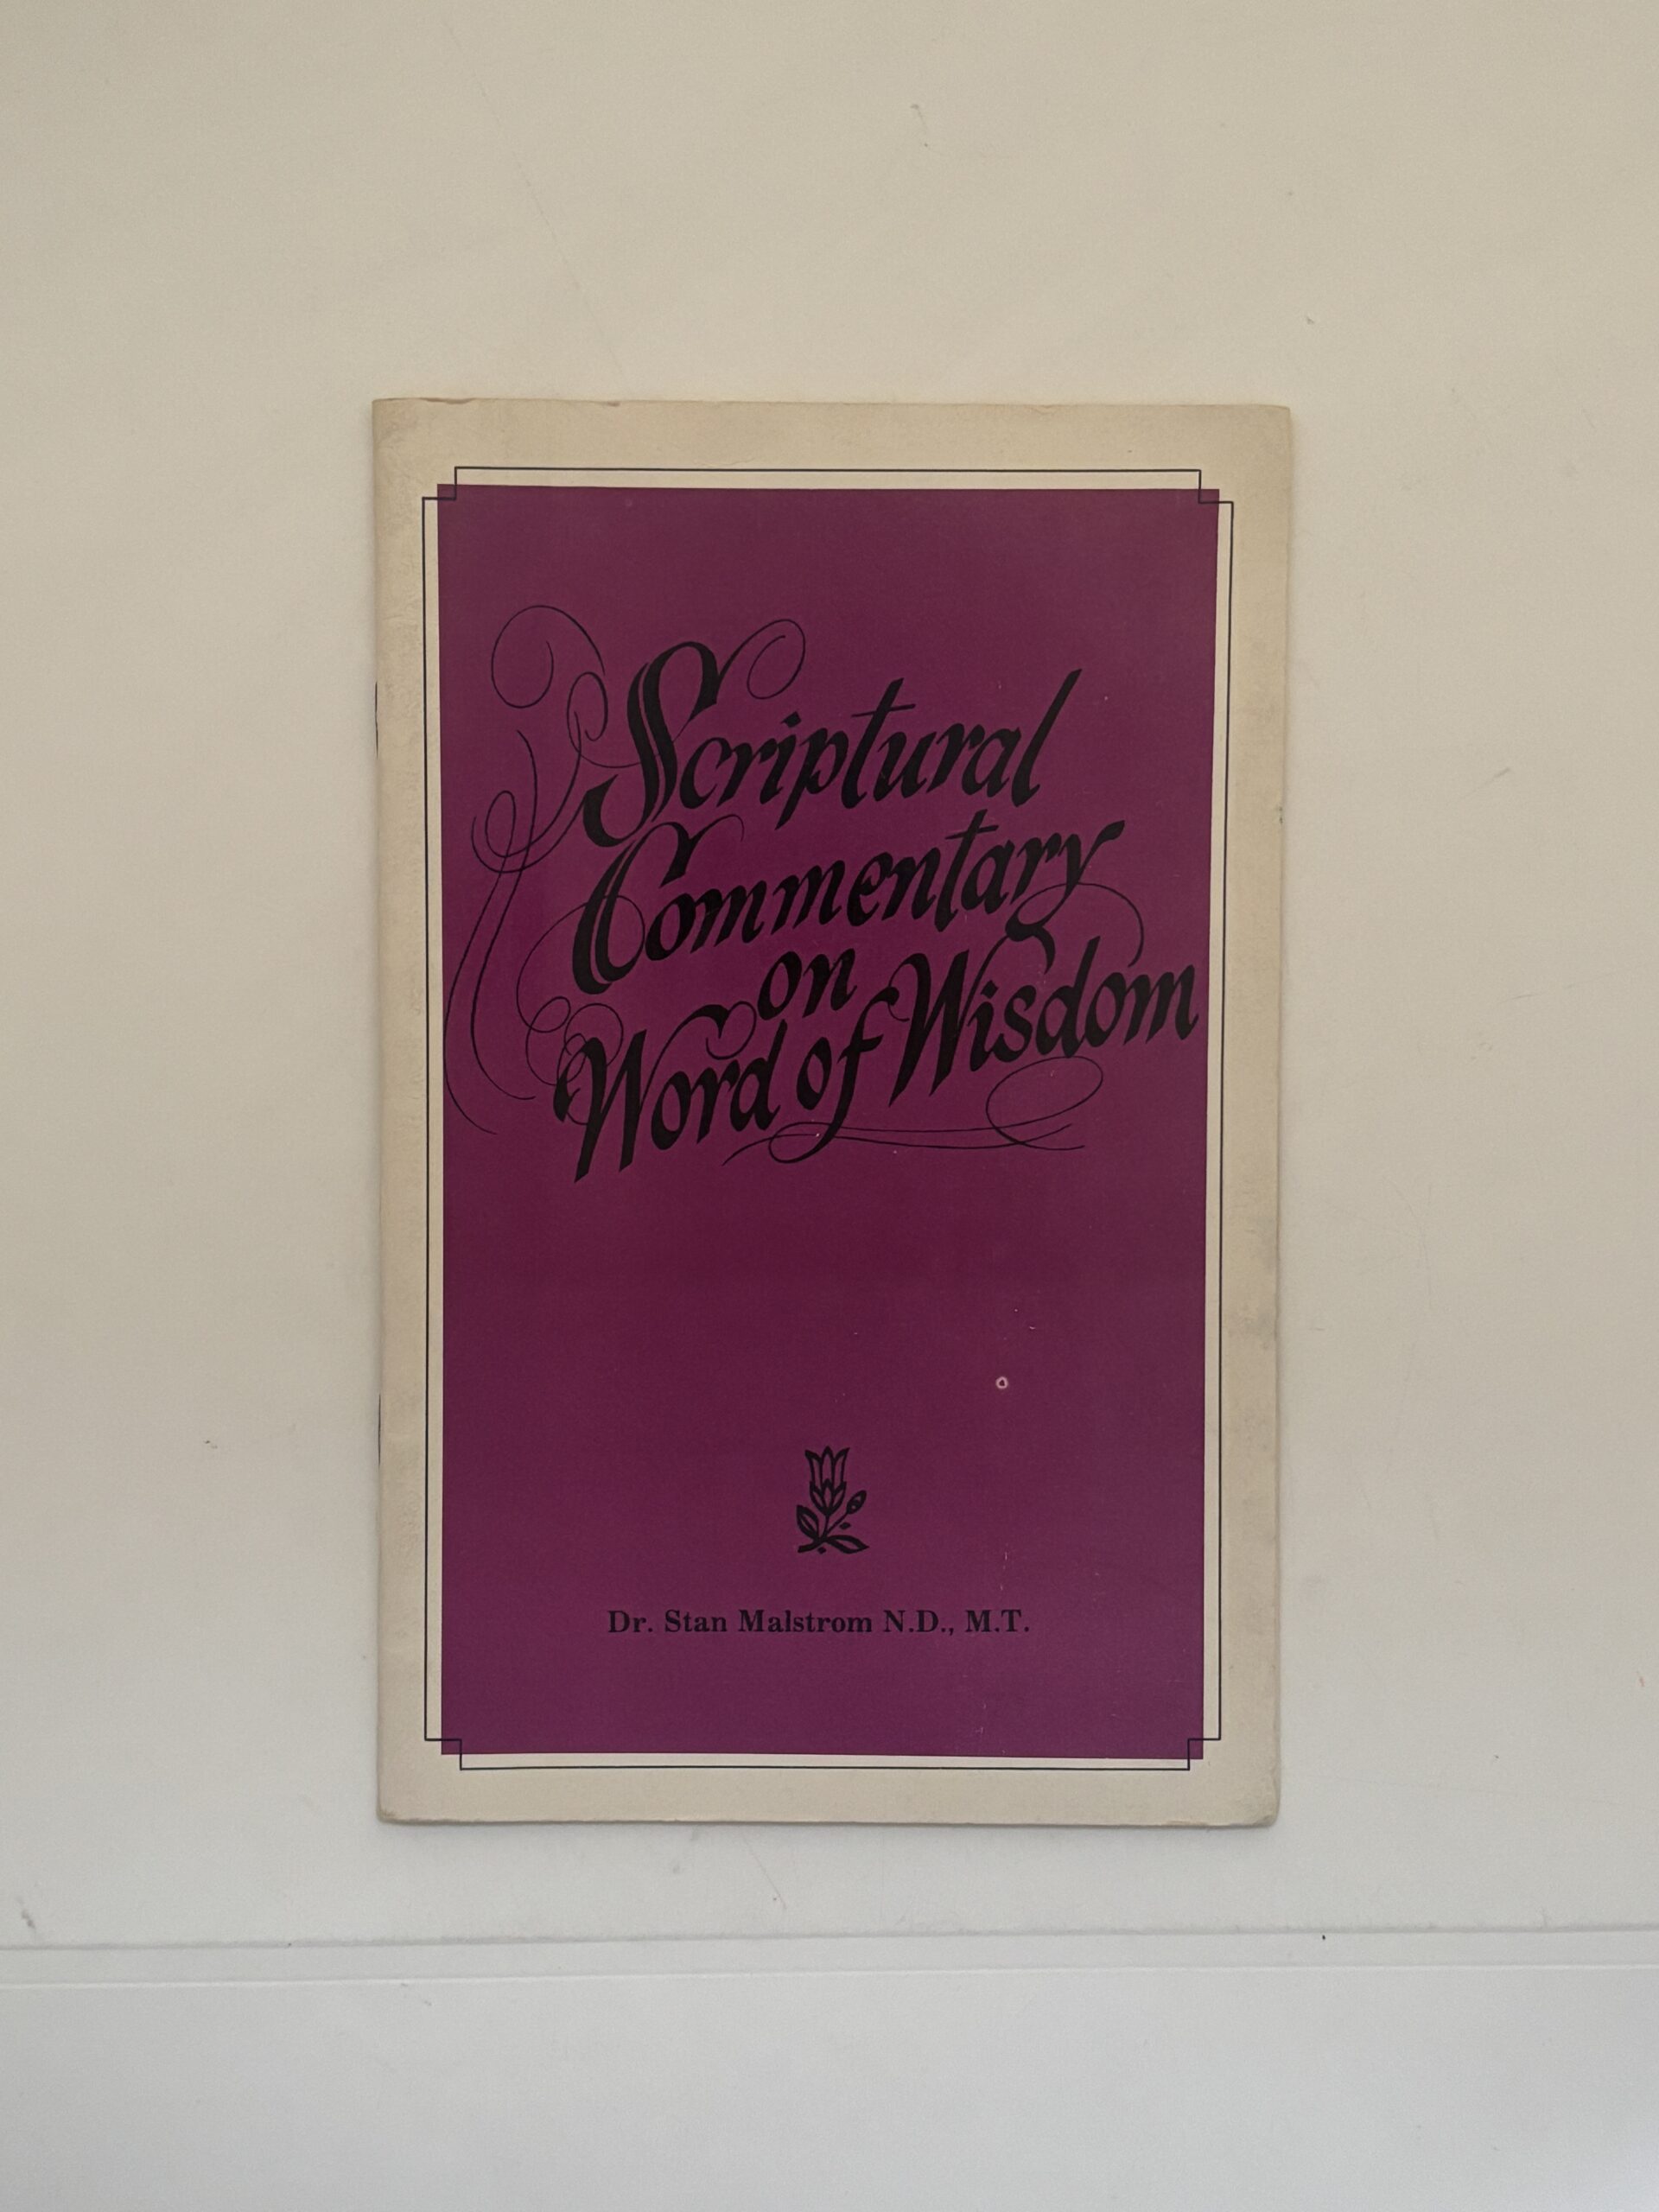 Scriptural
Commentary
on
Word of Wisdom
Dr. Stan Malstrom N.D., M.T.